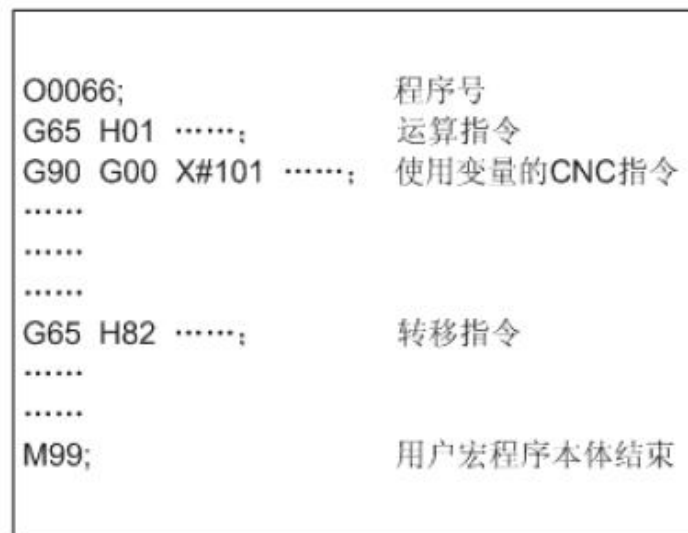 O0066; 程序号
G65 H01 ……; 运算指令
G90 G00 X#101 ……; 使用变量的CNC指令
……
……
……
G65 H82 ……; 转移指令
……
……
M99; 用户宏程序本体结束